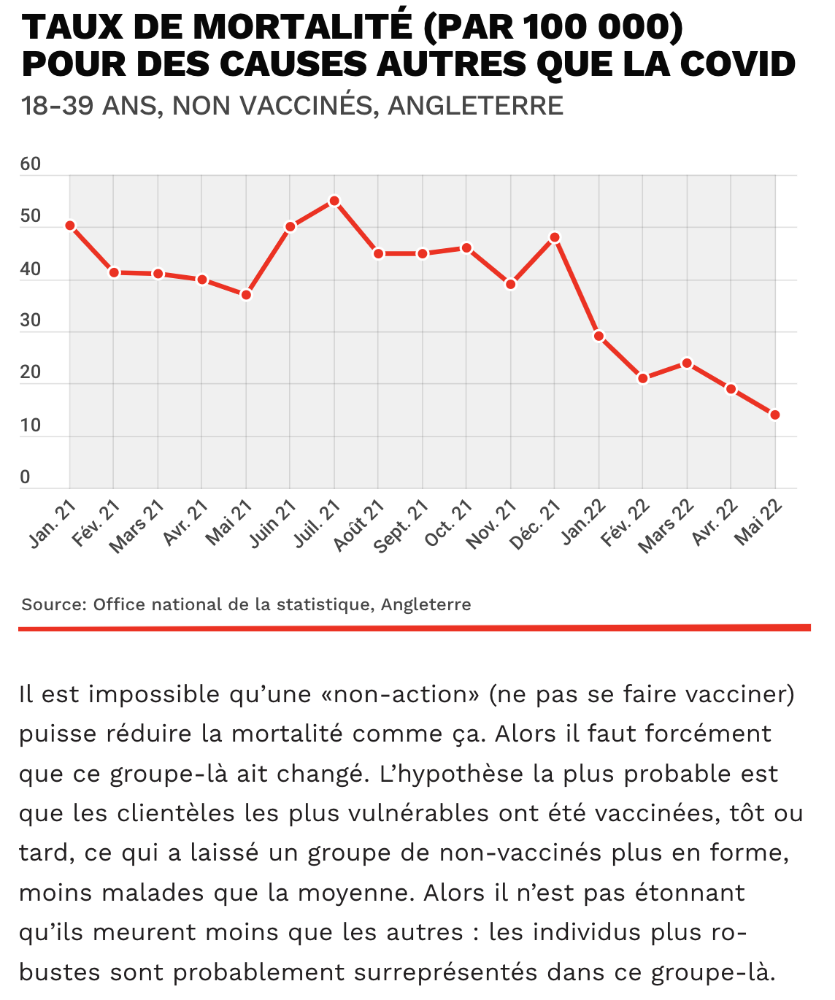 TAUX DE MORTALITÉ (PAR 100 000)
POUR DES CAUSES AUTRES QUE LA COVID
18-39 ANS, NON VACCINÉS, ANGLETERRE
60
50
40
30
20
10
0
Jan. 21
Fév. 21
Mars 21
Avr. 21
Mai 21
Juin 21
Juil. 21
Août 21
Sept. 21
Oct. 21
Nov. 21
Déc. 21
Jan.22
Fév. 22
Mars 22
Avr. 22
Mai 22
Source: Office national de la statistique, Angleterre
Il est impossible qu’une «non-action» (ne pas se faire vacciner)
puisse réduire la mortalité comme ça. Alors il faut forcément
que ce groupe-là ait changé. L’hypothèse la plus probable est
que les clientèles les plus vulnérables ont été vaccinées, tôt ou
tard, ce qui a laissé un groupe de non-vaccinés plus en forme,
moins malades que la moyenne. Alors il n’est pas étonnant
qu’ils meurent moins que les autres : les individus plus ro-
bustes sont probablement surreprésentés dans ce groupe-là.